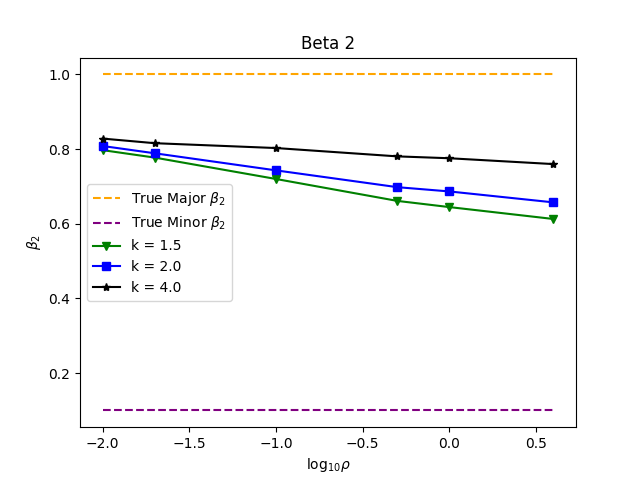 Beta 2
1.0
0.8
0.6
0.4
0.2
β₂
True Major β₂
True Minor β₂
k = 1.5
k = 2.0
k = 4.0
−2.0 −1.5 −1.0 −0.5 0.0 0.5
log₁₀ρ